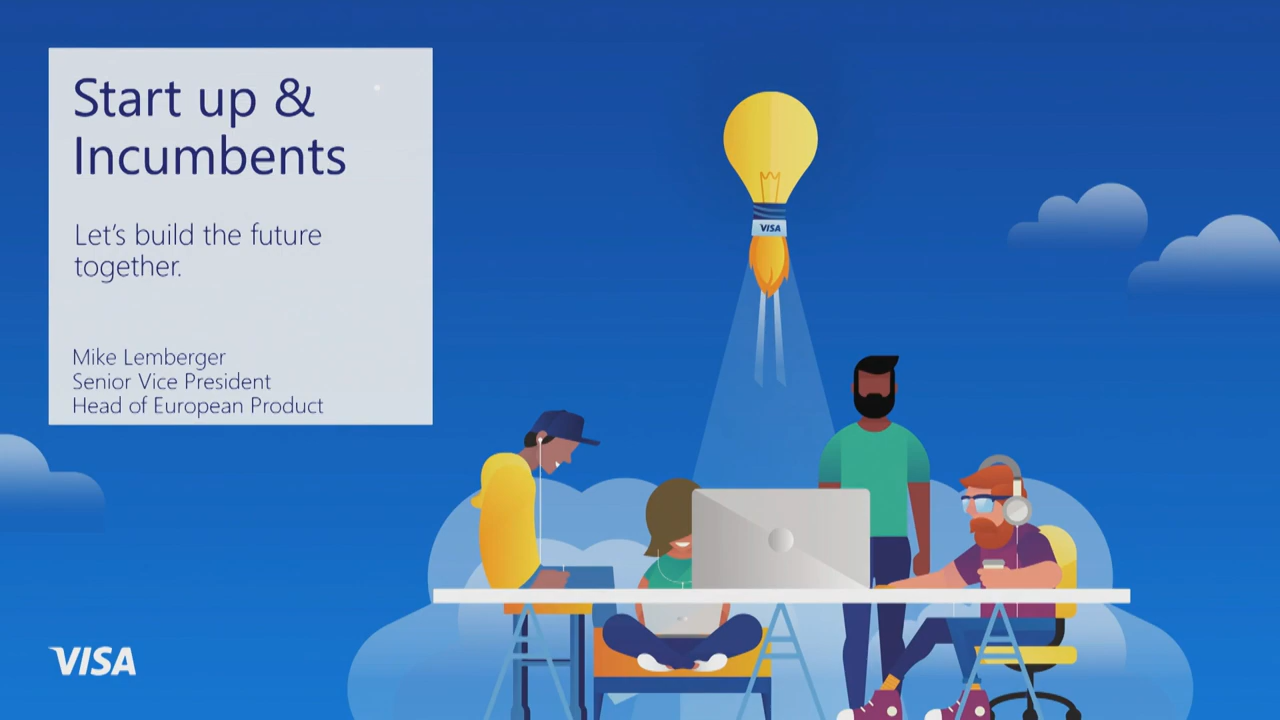 Start up &
Incumbents
Let's build the future
together.
Mike Lemberger
Senior Vice President
Head of European Product
VISA
VISA